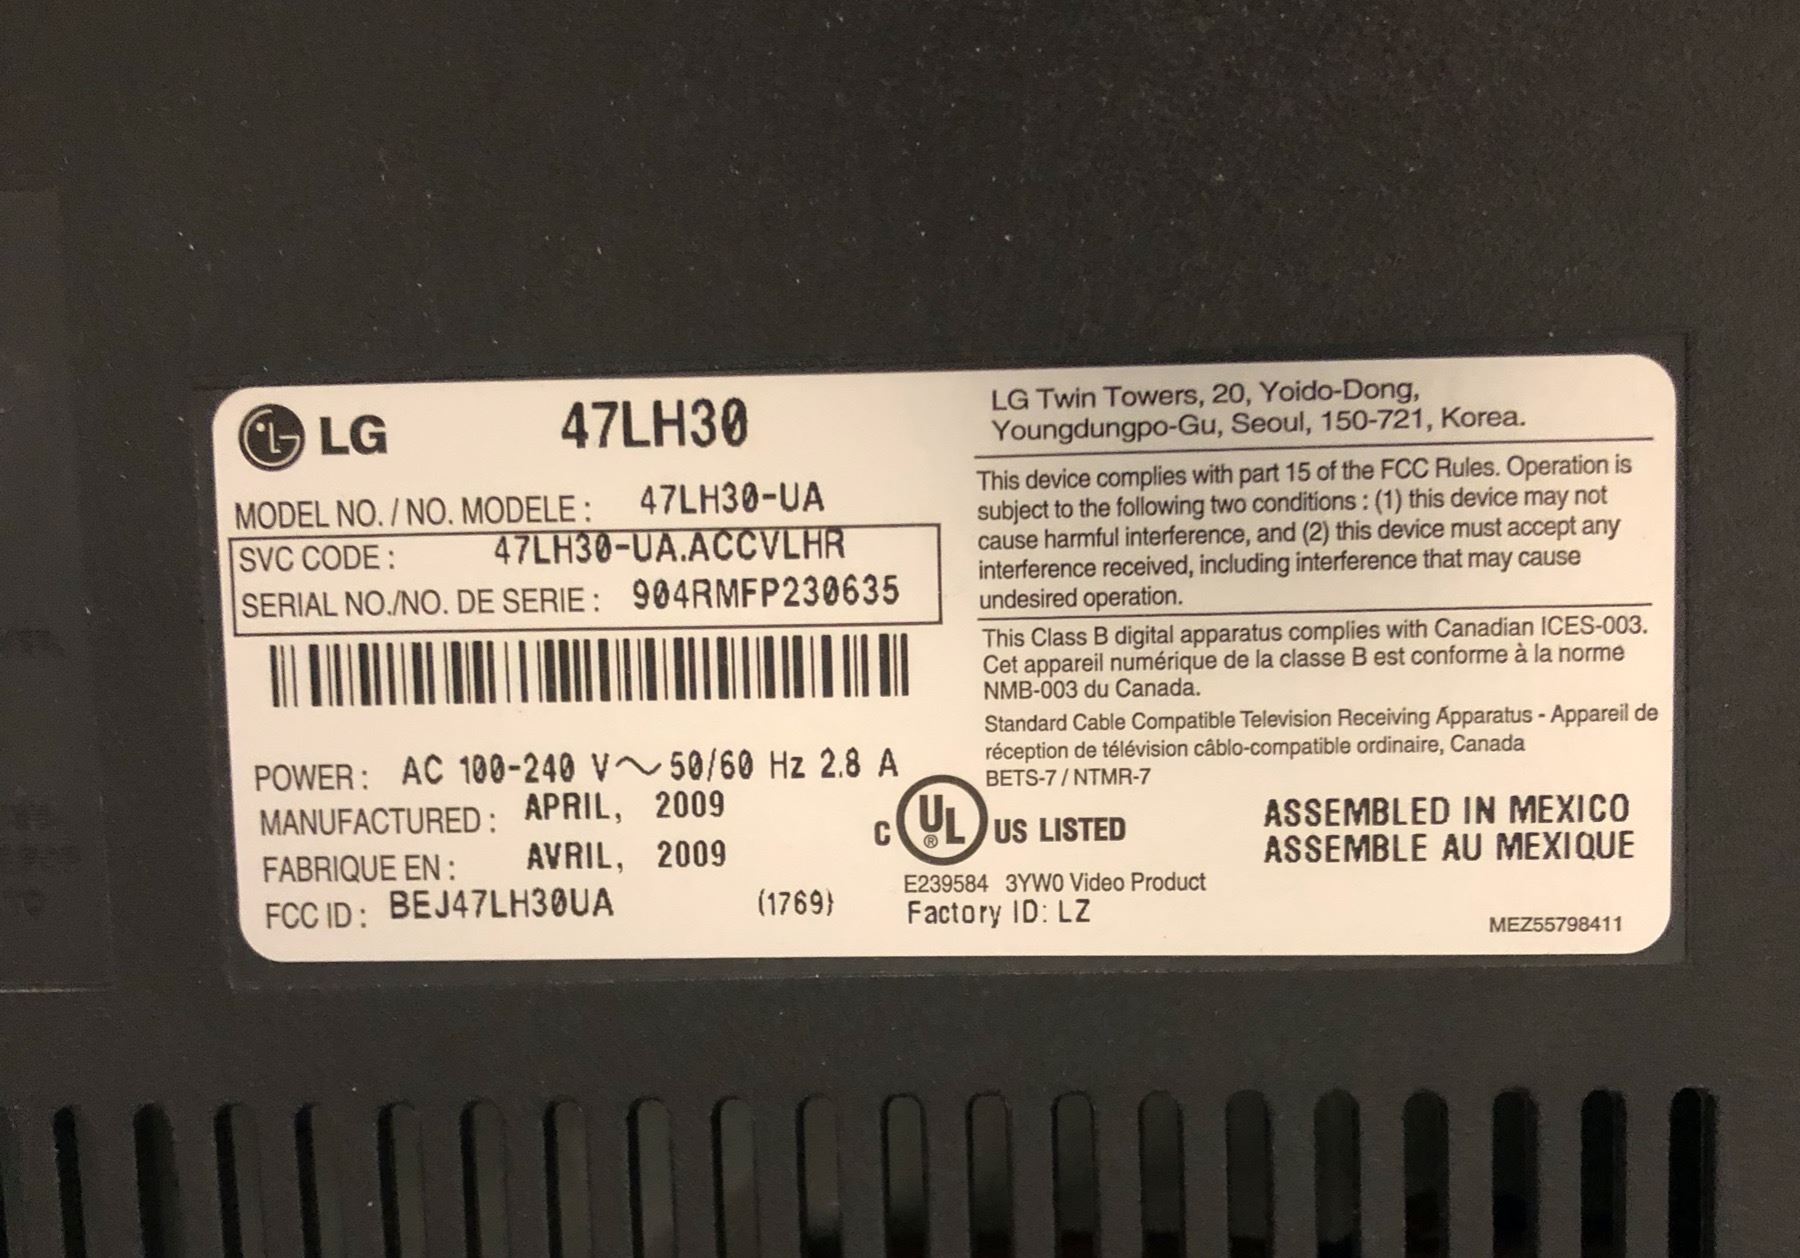 LG 47LH30
MODEL NO. / NO. MODELE : 47LH30-UA
SVC CODE : 47LH30-UA.ACCVLHR
SERIAL NO./NO. DE SERIE : 904RMFP230635
POWER : AC 100-240 V~50/60 Hz 2.8 A
MANUFACTURED : APRIL, 2009
FABRIQUE EN : AVRIL, 2009
FCC ID : BEJ47LH30UA (1769)
LG Twin Towers, 20, Yoido-Dong,
Youngdungpo-Gu, Seoul, 150-721, Korea.
This device complies with part 15 of the FCC Rules. Operation is
subject to the following two conditions : (1) this device may not
cause harmful interference, and (2) this device must accept any
interference received, including interference that may cause
undesired operation.
This Class B digital apparatus complies with Canadian ICES-003.
Cet appareil numérique de la classe B est conforme à la norme
NMB-003 du Canada.
Standard Cable Compatible Television Receiving Apparatus - Appareil de
réception de télévision câblo-compatible ordinaire, Canada
BETS-7 / NTMR-7
C UL ® US LISTED
E239584 3YW0 Video Product
Factory ID: LZ
ASSEMBLED IN MEXICO
ASSEMBLE AU MEXIQUE
MEZ55798411